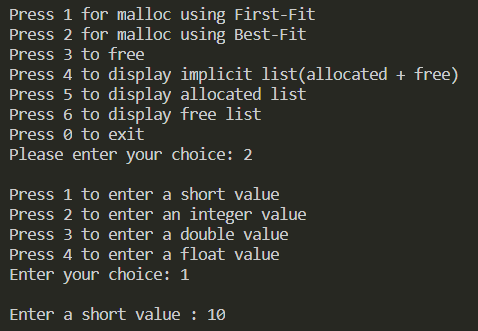 Press 1 for malloc using First-Fit
Press 2 for malloc using Best-Fit
Press 3 to free
Press 4 to display implicit list(allocated + free)
Press 5 to display allocated list
Press 6 to display free list
Press 0 to exit
Please enter your choice: 2
Press 1 to enter a short value
Press 2 to enter an integer value
Press 3 to enter a double value
Press 4 to enter a float value
Enter your choice: 1
Enter a short value : 10